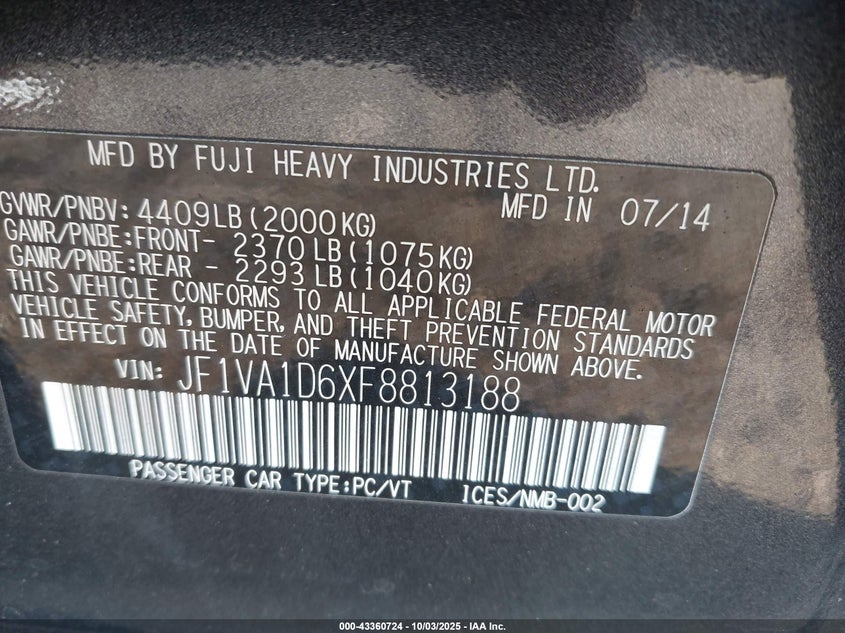 MFD BY FUJI HEAVY INDUSTRIES LTD.
GVWR/PNBV: 4409LB(2000KG) MFD IN 07/14
GAWR/PNBE:FRONT- 2370LB(1075KG)
GAWR/PNBE:REAR - 2293LB(1040KG)
THIS VEHICLE CONFORMS TO ALL APPLICABLE FEDERAL MOTOR
VEHICLE SAFETY, BUMPER, AND THEFT PREVENTION STANDARDS
IN EFFECT ON THE DATE OF MANUFACTURE SHOWN ABOVE.
VIN: JF1VA1D6XF8813188
PASSENGER CAR TYPE:PC/VT ICES/NMB-002
000-43360724 - 10/03/2025 - IAA Inc.